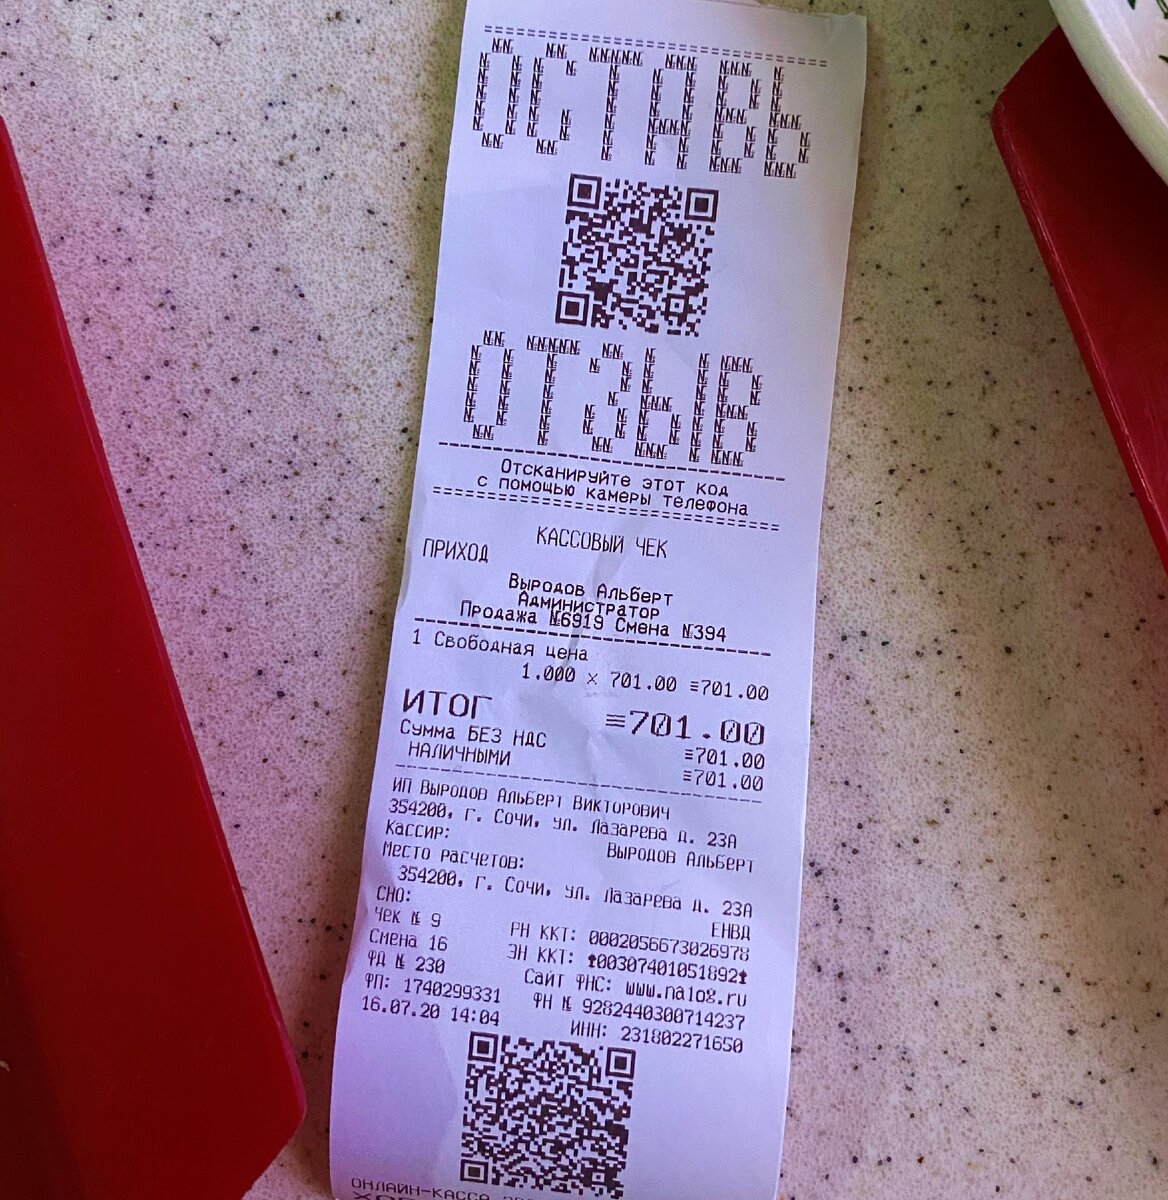 ОСТАВЬ
ОТЗЫВ
Отсканируйте этот код
с помощью камеры телефона
КАССОВЫЙ ЧЕК
ПРИХОД
Выродов Альберт
Администратор
Продажа №6919 Смена №394
1 Свободная цена
1.000 × 701.00 ≡701.00
ИТОГ ≡701.00
Сумма БЕЗ НДС ≡701.00
НАЛИЧНЫМИ ≡701.00
ИП Выродов Альберт Викторович
354200, г. Сочи, ул. Лазарева д. 23А
Кассир: Выродов Альберт
Место расчетов:
354200, г. Сочи, ул. Лазарева д. 23А
СНО: ЕНВД
Чек № 9 РН ККТ: 0002056673026978
Смена 16 ЭН ККТ: 00307401051892
ФД № 230 Сайт ФНС: www.nalog.ru
ФП: 1740299331 ФН № 9282440300714237
16.07.20 14:04 ИНН: 231802271650
ОНЛАЙН-КАССА